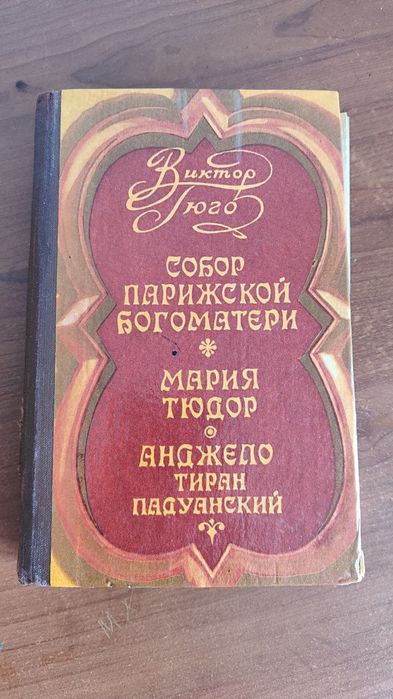 Виктор
Гюго
СОБОР
ПАРИЖСКОЙ
БОГОМАТЕРИ
МАРИЯ
ТЮДОР
АНДЖЕЛО
ТИРАН
ПАДУАНСКИЙ